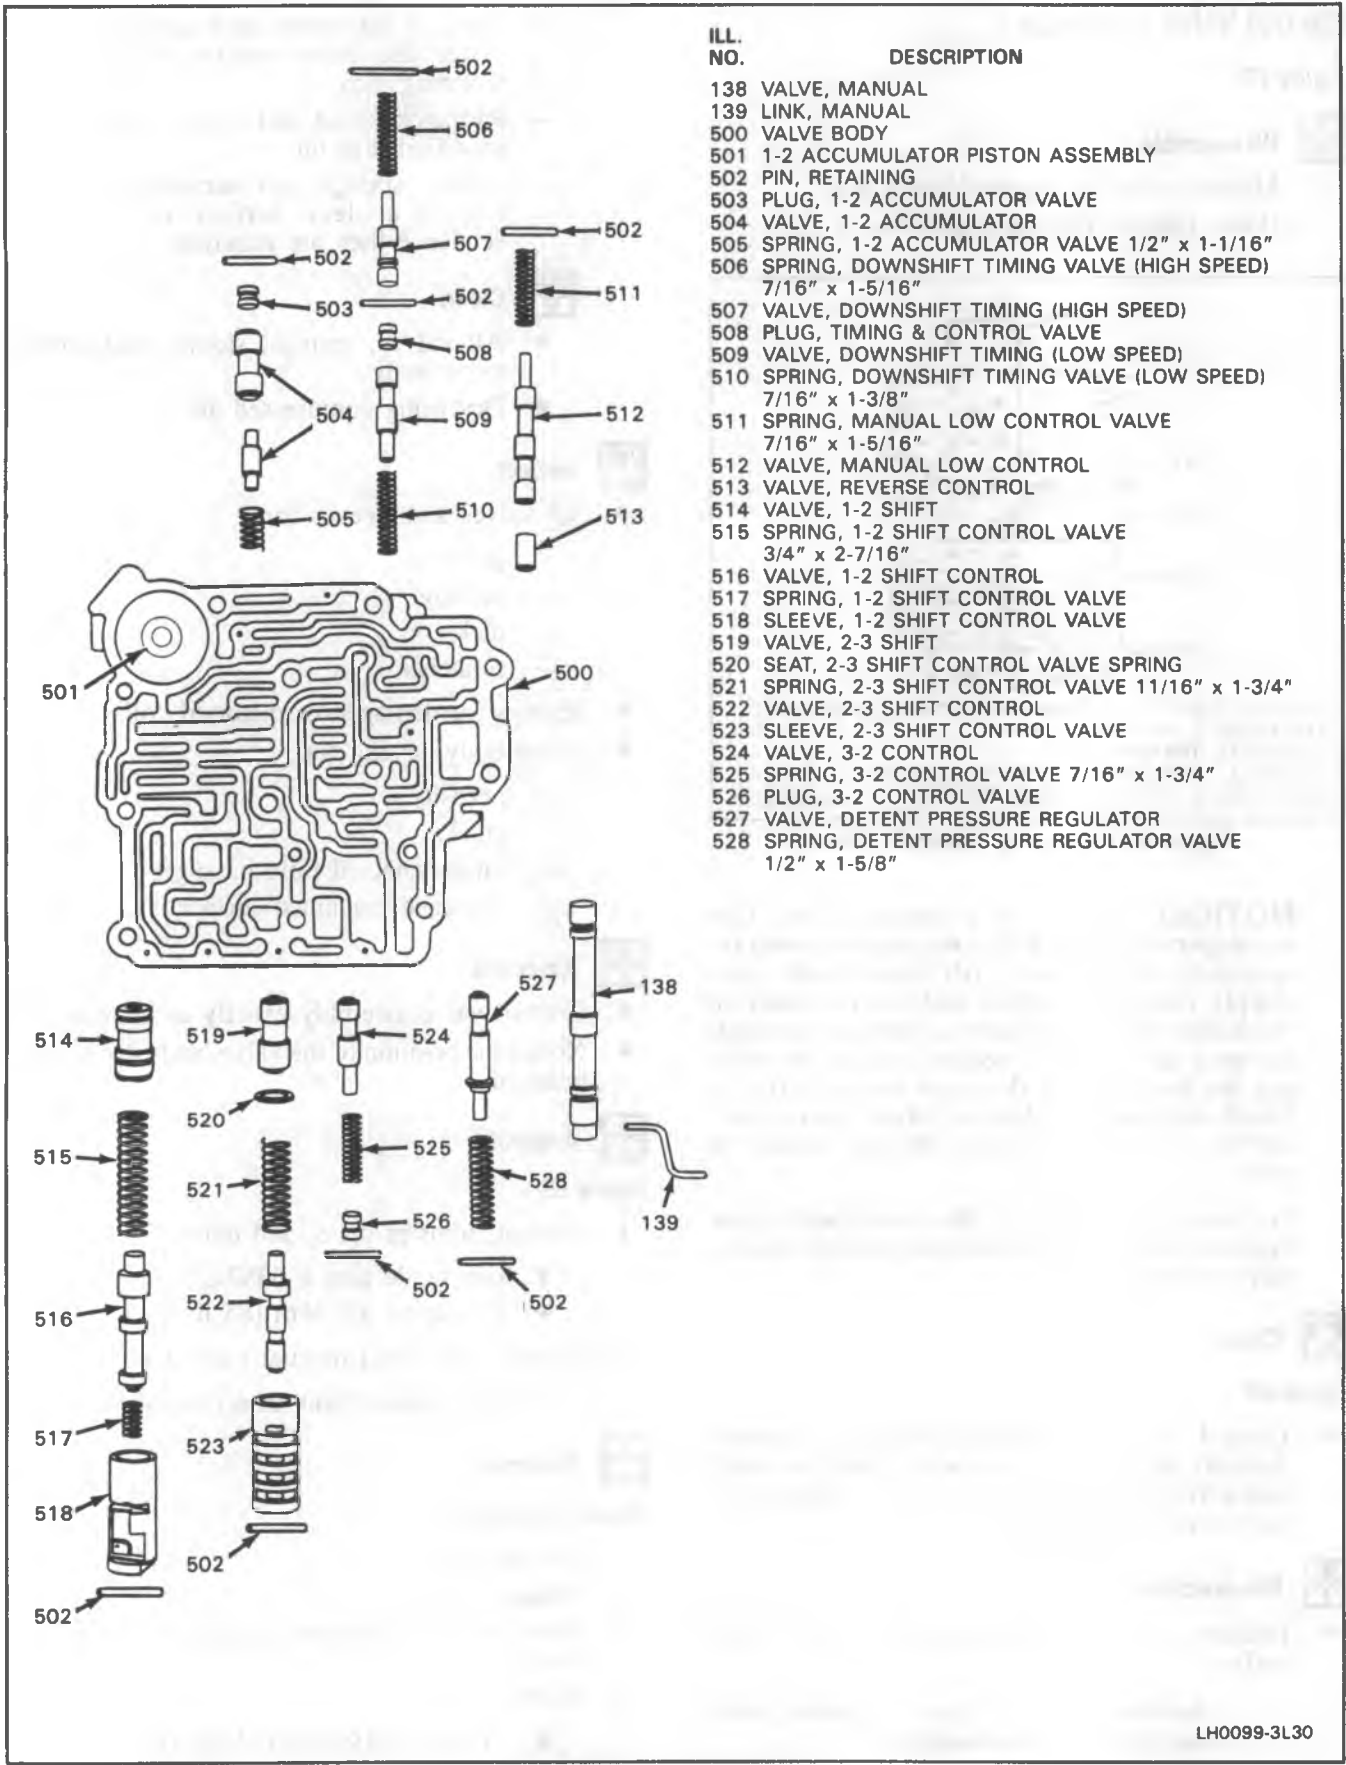 ILL.
NO. DESCRIPTION
138 VALVE, MANUAL
139 LINK, MANUAL
500 VALVE BODY
501 1-2 ACCUMULATOR PISTON ASSEMBLY
502 PIN, RETAINING
503 PLUG, 1-2 ACCUMULATOR VALVE
504 VALVE, 1-2 ACCUMULATOR
505 SPRING, 1-2 ACCUMULATOR VALVE 1/2" x 1-1/16"
506 SPRING, DOWNSHIFT TIMING VALVE (HIGH SPEED)
7/16" x 1-5/16"
507 VALVE, DOWNSHIFT TIMING (HIGH SPEED)
508 PLUG, TIMING & CONTROL VALVE
509 VALVE, DOWNSHIFT TIMING (LOW SPEED)
510 SPRING, DOWNSHIFT TIMING VALVE (LOW SPEED)
7/16" x 1-3/8"
511 SPRING, MANUAL LOW CONTROL VALVE
7/16" x 1-5/16"
512 VALVE, MANUAL LOW CONTROL
513 VALVE, REVERSE CONTROL
514 VALVE, 1-2 SHIFT
515 SPRING, 1-2 SHIFT CONTROL VALVE
3/4" x 2-7/16"
516 VALVE, 1-2 SHIFT CONTROL
517 SPRING, 1-2 SHIFT CONTROL VALVE
518 SLEEVE, 1-2 SHIFT CONTROL VALVE
519 VALVE, 2-3 SHIFT
520 SEAT, 2-3 SHIFT CONTROL VALVE SPRING
521 SPRING, 2-3 SHIFT CONTROL VALVE 11/16" x 1-3/4"
522 VALVE, 2-3 SHIFT CONTROL
523 SLEEVE, 2-3 SHIFT CONTROL VALVE
524 VALVE, 3-2 CONTROL
525 SPRING, 3-2 CONTROL VALVE 7/16" x 1-3/4"
526 PLUG, 3-2 CONTROL VALVE
527 VALVE, DETENT PRESSURE REGULATOR
528 SPRING, DETENT PRESSURE REGULATOR VALVE
1/2" x 1-5/8"
502
506
507
502
502
502
511
503
508
504
509
512
505
510
513
501
500
527
138
514
519
524
520
515
525
521
528
526
139
502
502
516
522
517
523
518
502
502
LH0099-3L30